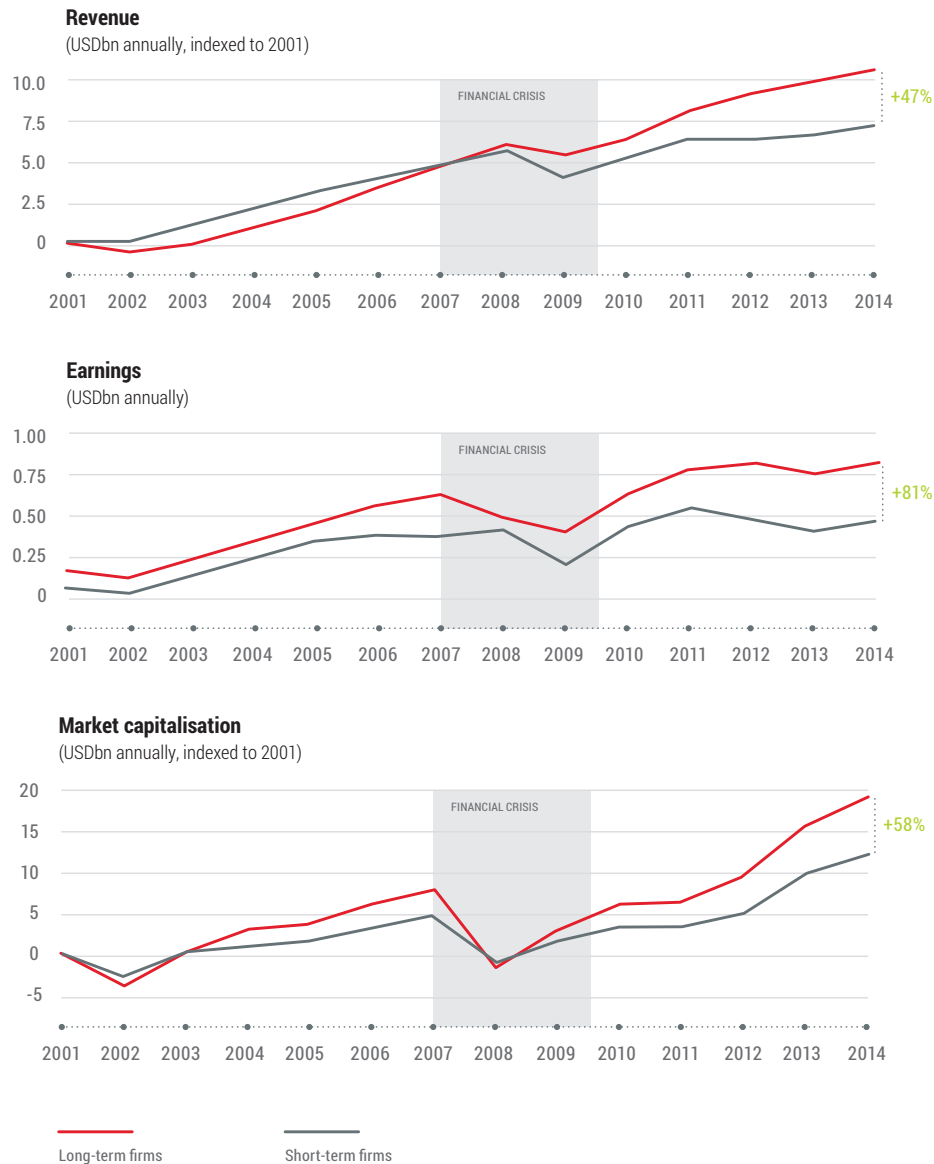 Revenue
(USDbn annually, indexed to 2001)
10.0
FINANCIAL CRISIS
+47%
7.5
5.0
2.5
0
2001 2002 2003 2004 2005 2006 2007 2008 2009 2010 2011 2012 2013 2014
Earnings
(USDbn annually)
1.00
FINANCIAL CRISIS
0.75
+81%
0.50
0.25
0
2001 2002 2003 2004 2005 2006 2007 2008 2009 2010 2011 2012 2013 2014
Market capitalisation
(USDbn annually, indexed to 2001)
20
FINANCIAL CRISIS
15
+58%
10
5
0
-5
2001 2002 2003 2004 2005 2006 2007 2008 2009 2010 2011 2012 2013 2014
Long-term firms Short-term firms